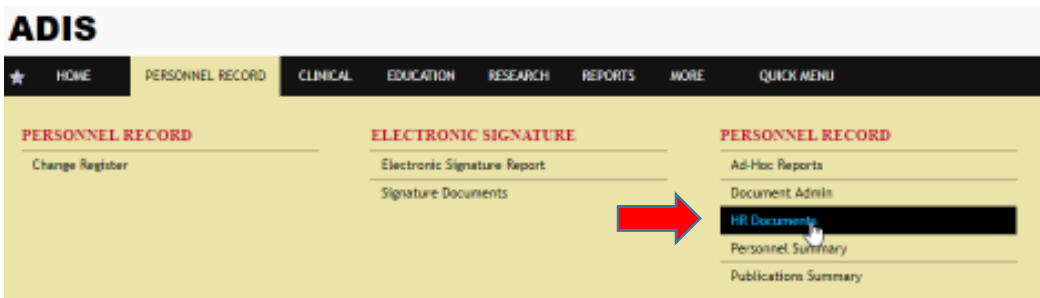 ADIS
HOME PERSONNEL RECORD CLINICAL EDUCATION RESEARCH REPORTS MORE QUICK MENU
PERSONNEL RECORD
Change Register
ELECTRONIC SIGNATURE
Electronic Signature Report
Signature Documents
PERSONNEL RECORD
Ad-Hoc Reports
Document Admin
HR Documents
Personnel Summary
Publications Summary